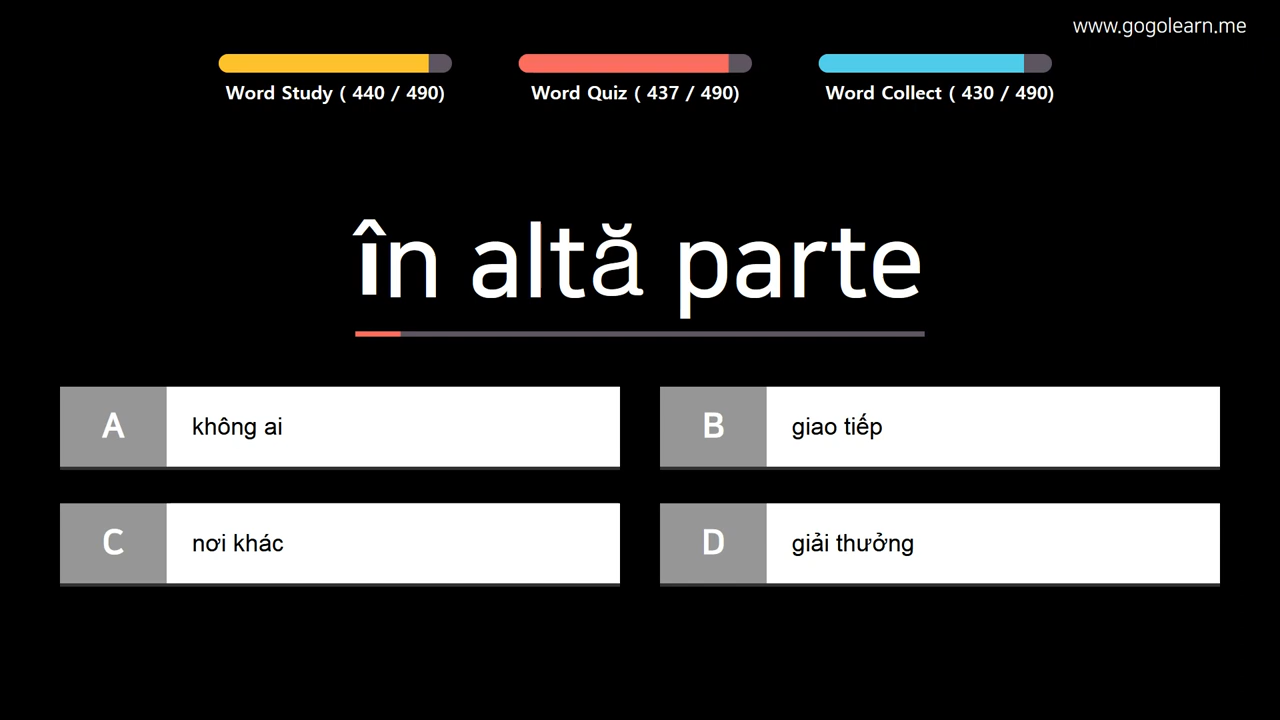 www.gogolearn.me
Word Study ( 440 / 490)
Word Quiz ( 437 / 490)
Word Collect ( 430 / 490)
în altă parte
A
không ai
B
giao tiếp
C
nơi khác
D
giải thưởng